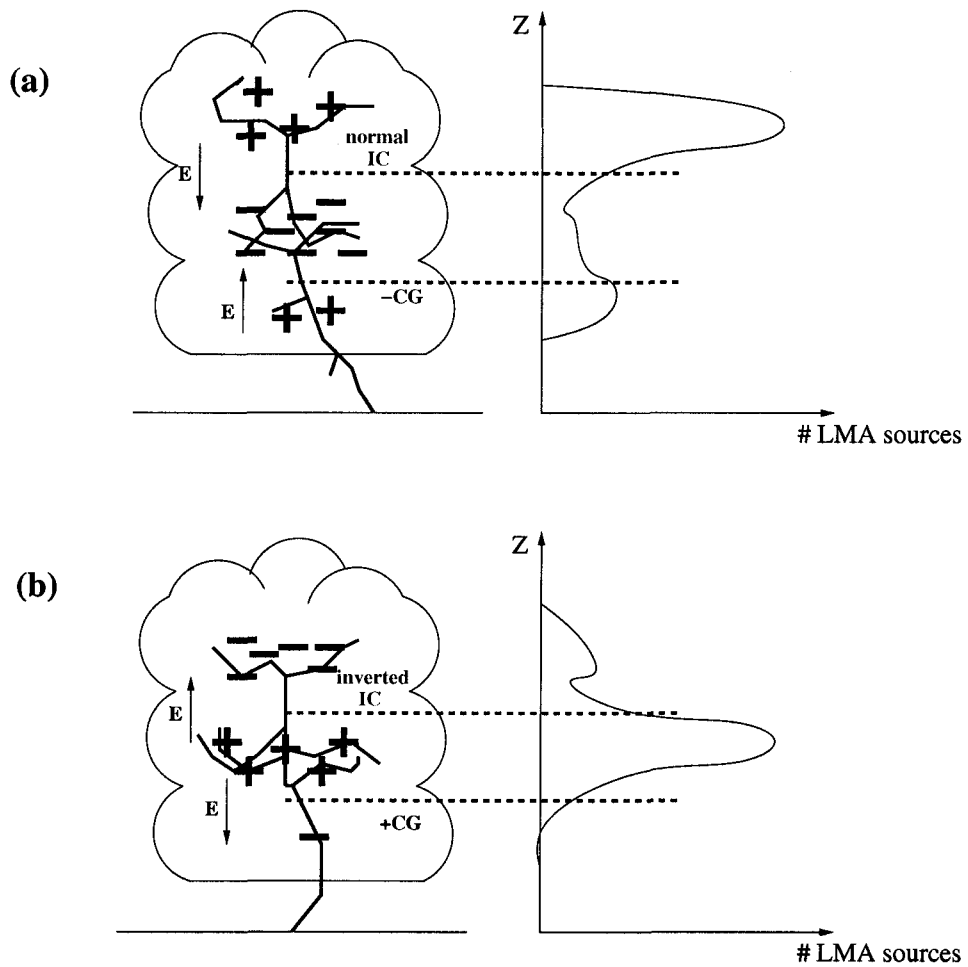 (a)
Z
normal
IC
E
E
−CG
# LMA sources
(b)
Z
inverted
IC
E
E
+CG
# LMA sources